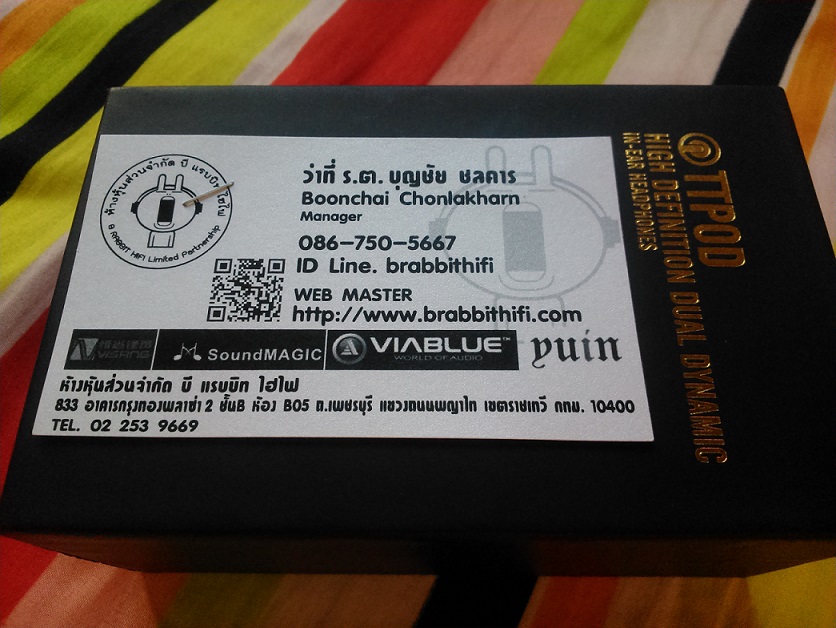 ห้างหุ้นส่วนจำกัด บี แรบบิท ไฮไฟ
B RABBIT HIFI Limited Partnership
ว่าที่ ร.ต. บุญชัย ชลคาร
Boonchai Chonlakharn
Manager
086-750-5667
ID Line. brabbithifi
WEB MASTER
http://www.brabbithifi.com
VISANG
SoundMAGIC
VIABLUE™
WORLD OF AUDIO
yuin
ห้างหุ้นส่วนจำกัด บี แรบบิท ไฮไฟ
833 อาคารกรุงทองพลาซ่า 2 ชั้นB ห้อง B05 ถ.เพชรบุรี แขวงถนนพญาไท เขตราชเทวี กทม. 10400
TEL. 02 253 9669
TTPOD
HIGH DEFINITION DUAL DYNAMIC
IN-EAR HEADPHONES